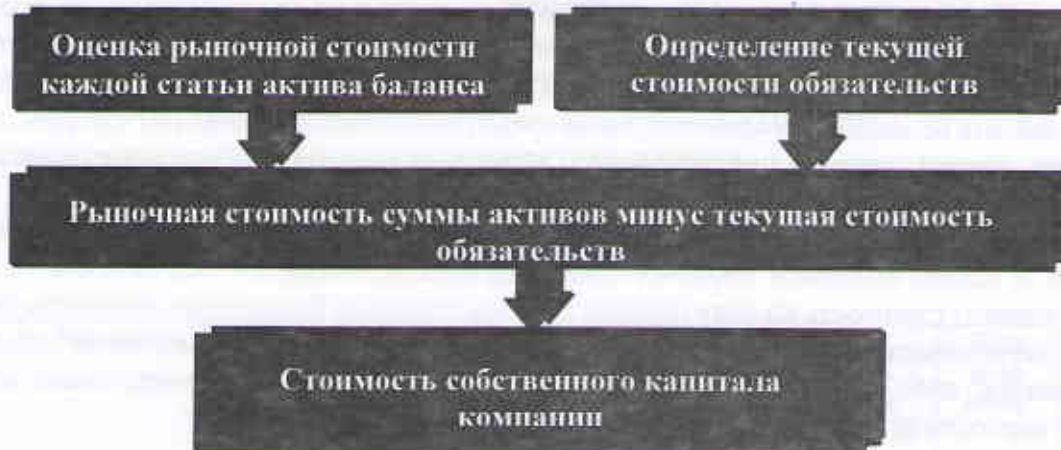 Оценка рыночной стоимости
каждой статьи актива баланса
Определение текущей
стоимости обязательств
Рыночная стоимость суммы активов минус текущая стоимость
обязательств
Стоимость собственного капитала
компании